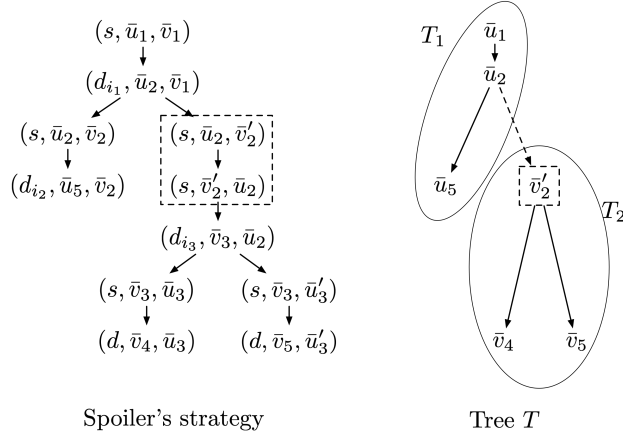 (s, ū₁, v̄₁)
(d_{i₁}, ū₂, v̄₁)
(s, ū₂, v̄₂) (s, ū₂, v̄′₂)
(d_{i₂}, ū₅, v̄₂) (s, v̄′₂, ū₂)
(d_{i₃}, v̄₃, ū₂)
(s, v̄₃, ū₃) (s, v̄₃, ū′₃)
(d, v̄₄, ū₃) (d, v̄₅, ū′₃)
Spoiler's strategy
T₁ ū₁
ū₂
ū₅ v̄′₂
T₂
v̄₄ v̄₅
Tree T